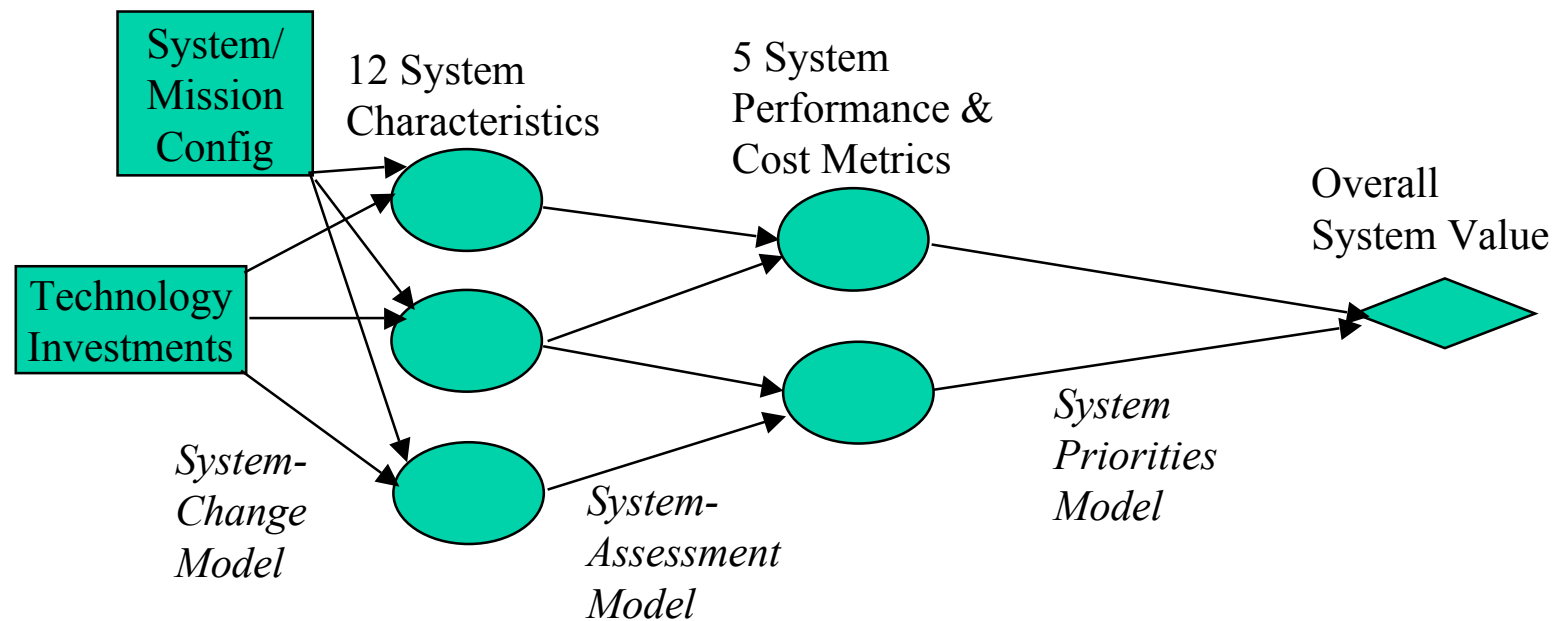 System/
Mission
Config
12 System
Characteristics
5 System
Performance &
Cost Metrics
Overall
System Value
Technology
Investments
System-
Change
Model
System-
Assessment
Model
System
Priorities
Model